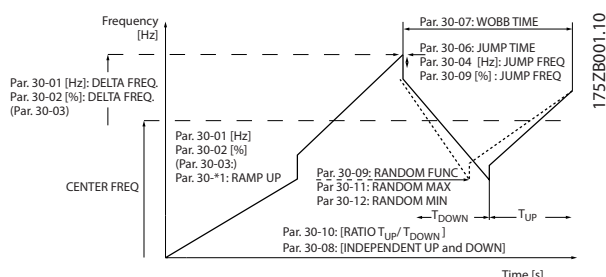 Frequency
[Hz]
Par. 30-07: WOBB TIME
Par. 30-06: JUMP TIME
Par. 30-04 [Hz]: JUMP FREQ
Par. 30-09 [%] : JUMP FREQ
175ZB001.10
Par. 30-01 [Hz]: DELTA FREQ.
Par. 30-02 [%]: DELTA FREQ.
(Par. 30-03)
Par. 30-01 [Hz]
Par. 30-02 [%]
(Par. 30-03:)
Par. 30-*1: RAMP UP
CENTER FREQ
Par. 30-09: RANDOM FUNC
Par 30-11: RANDOM MAX
Par 30-12: RANDOM MIN
TDOWN
TUP
Par. 30-10: [RATIO TUP/ TDOWN ]
Par. 30-08: [INDEPENDENT UP and DOWN]
Time [s]